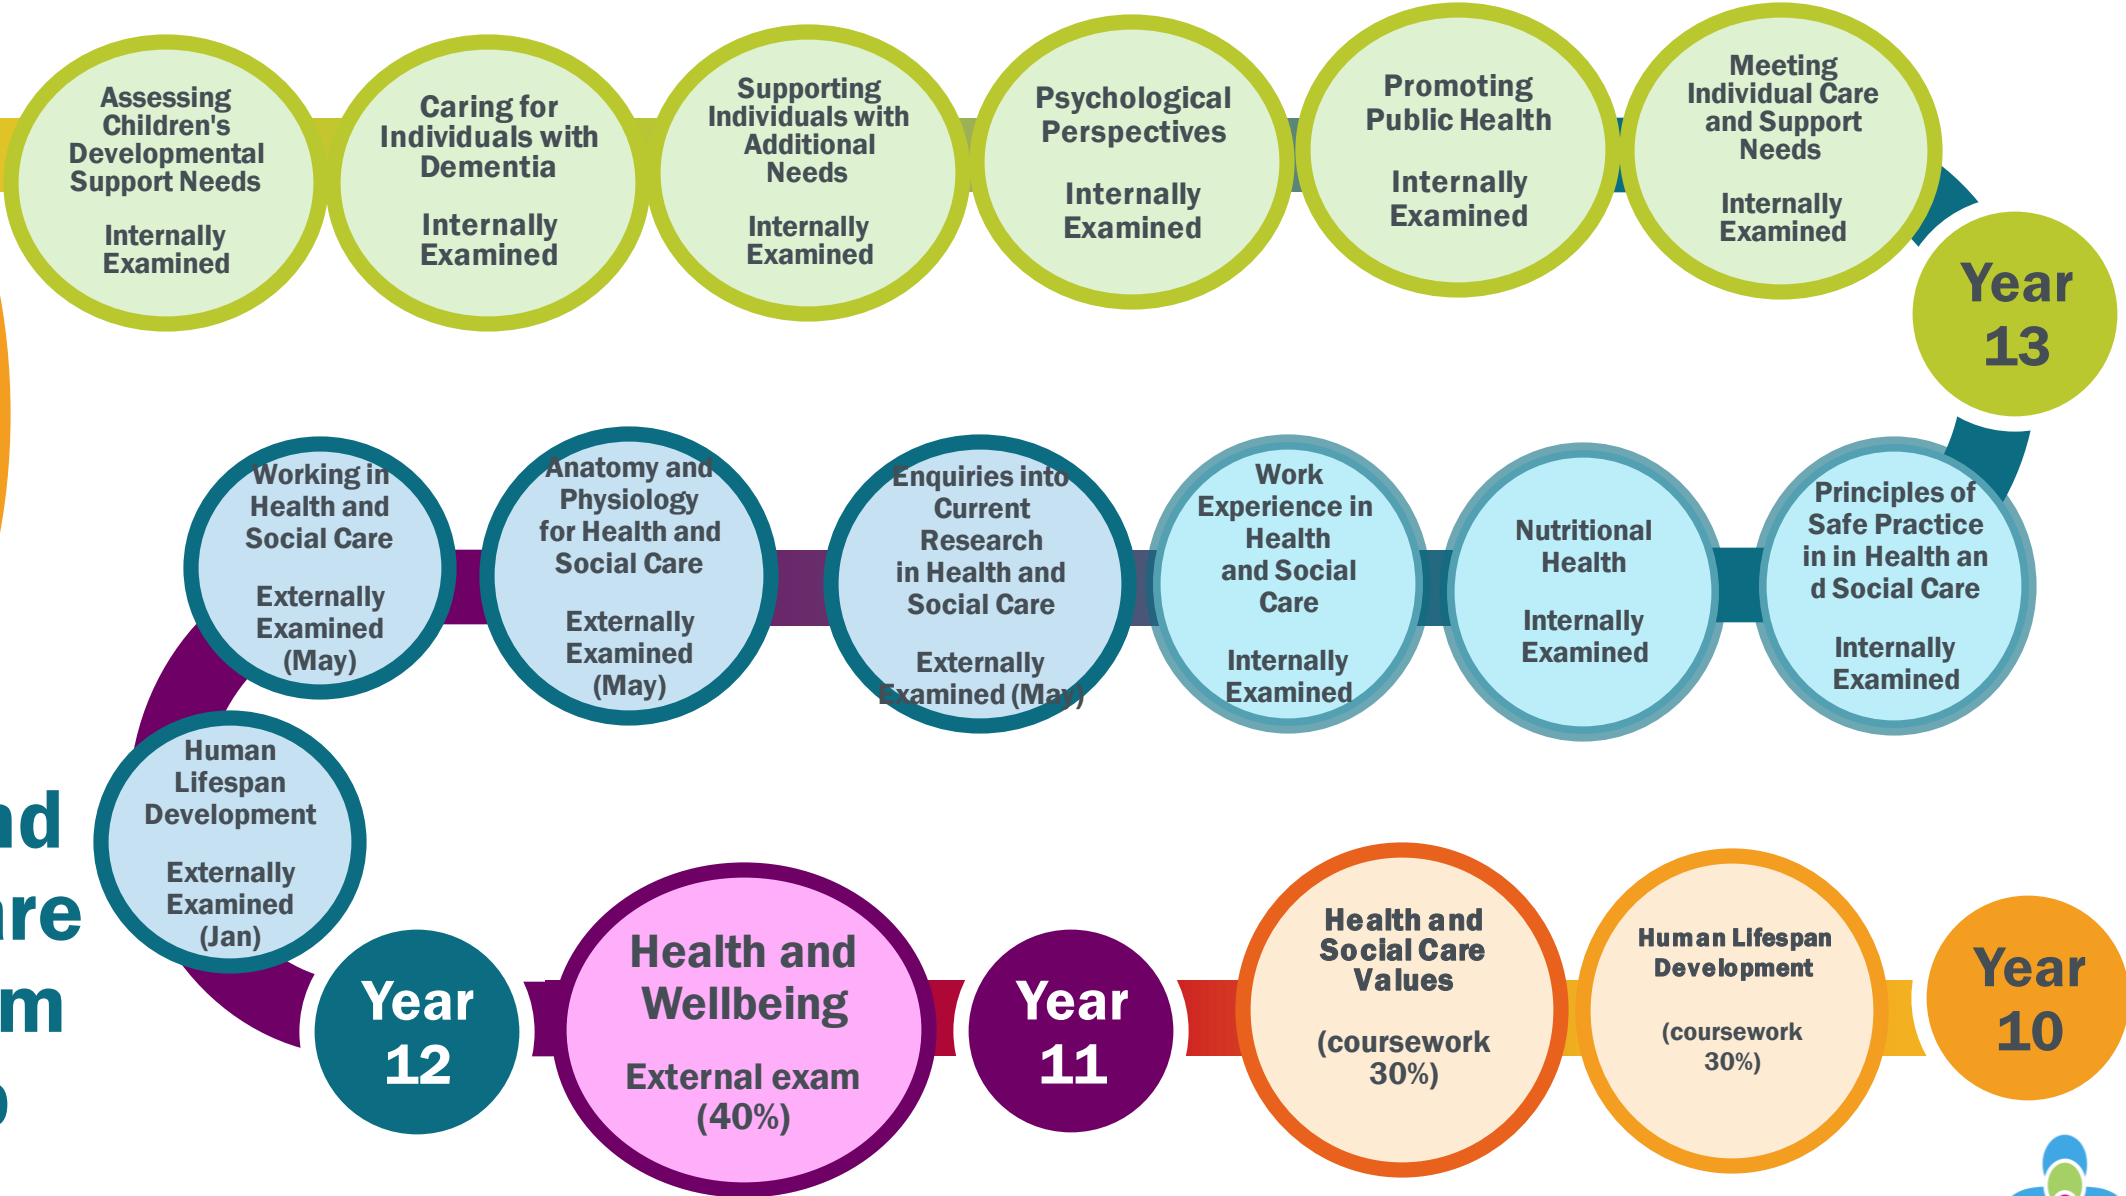 Assessing
Children's
Developmental
Support Needs
Internally
Examined
Caring for
Individuals with
Dementia
Internally
Examined
Supporting
Individuals with
Additional
Needs
Internally
Examined
Psychological
Perspectives
Internally
Examined
Promoting
Public Health
Internally
Examined
Meeting
Individual Care
and Support
Needs
Internally
Examined
Year
13
Working in
Health and
Social Care
Externally
Examined
(May)
Anatomy and
Physiology
for Health and
Social Care
Externally
Examined
(May)
Enquiries into
Current
Research
in Health and
Social Care
Externally
Examined (May)
Work
Experience in
Health
and Social
Care
Internally
Examined
Nutritional
Health
Internally
Examined
Principles of
Safe Practice
in in Health an
d Social Care
Internally
Examined
Human
Lifespan
Development
Externally
Examined
(Jan)
Year
12
Health and
Wellbeing
External exam
(40%)
Year
11
Health and
Social Care
Values
(coursework
30%)
Human Lifespan
Development
(coursework
30%)
Year
10